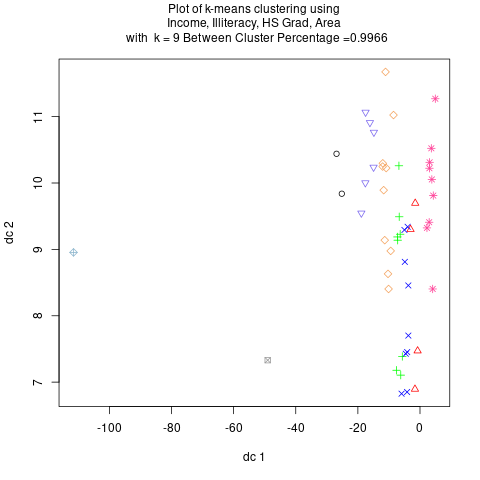 Plot of k-means clustering using
Income, Illiteracy, HS Grad, Area
with k = 9 Between Cluster Percentage =0.9966
11
10
9
8
7
dc 2
-100 -80 -60 -40 -20 0
dc 1